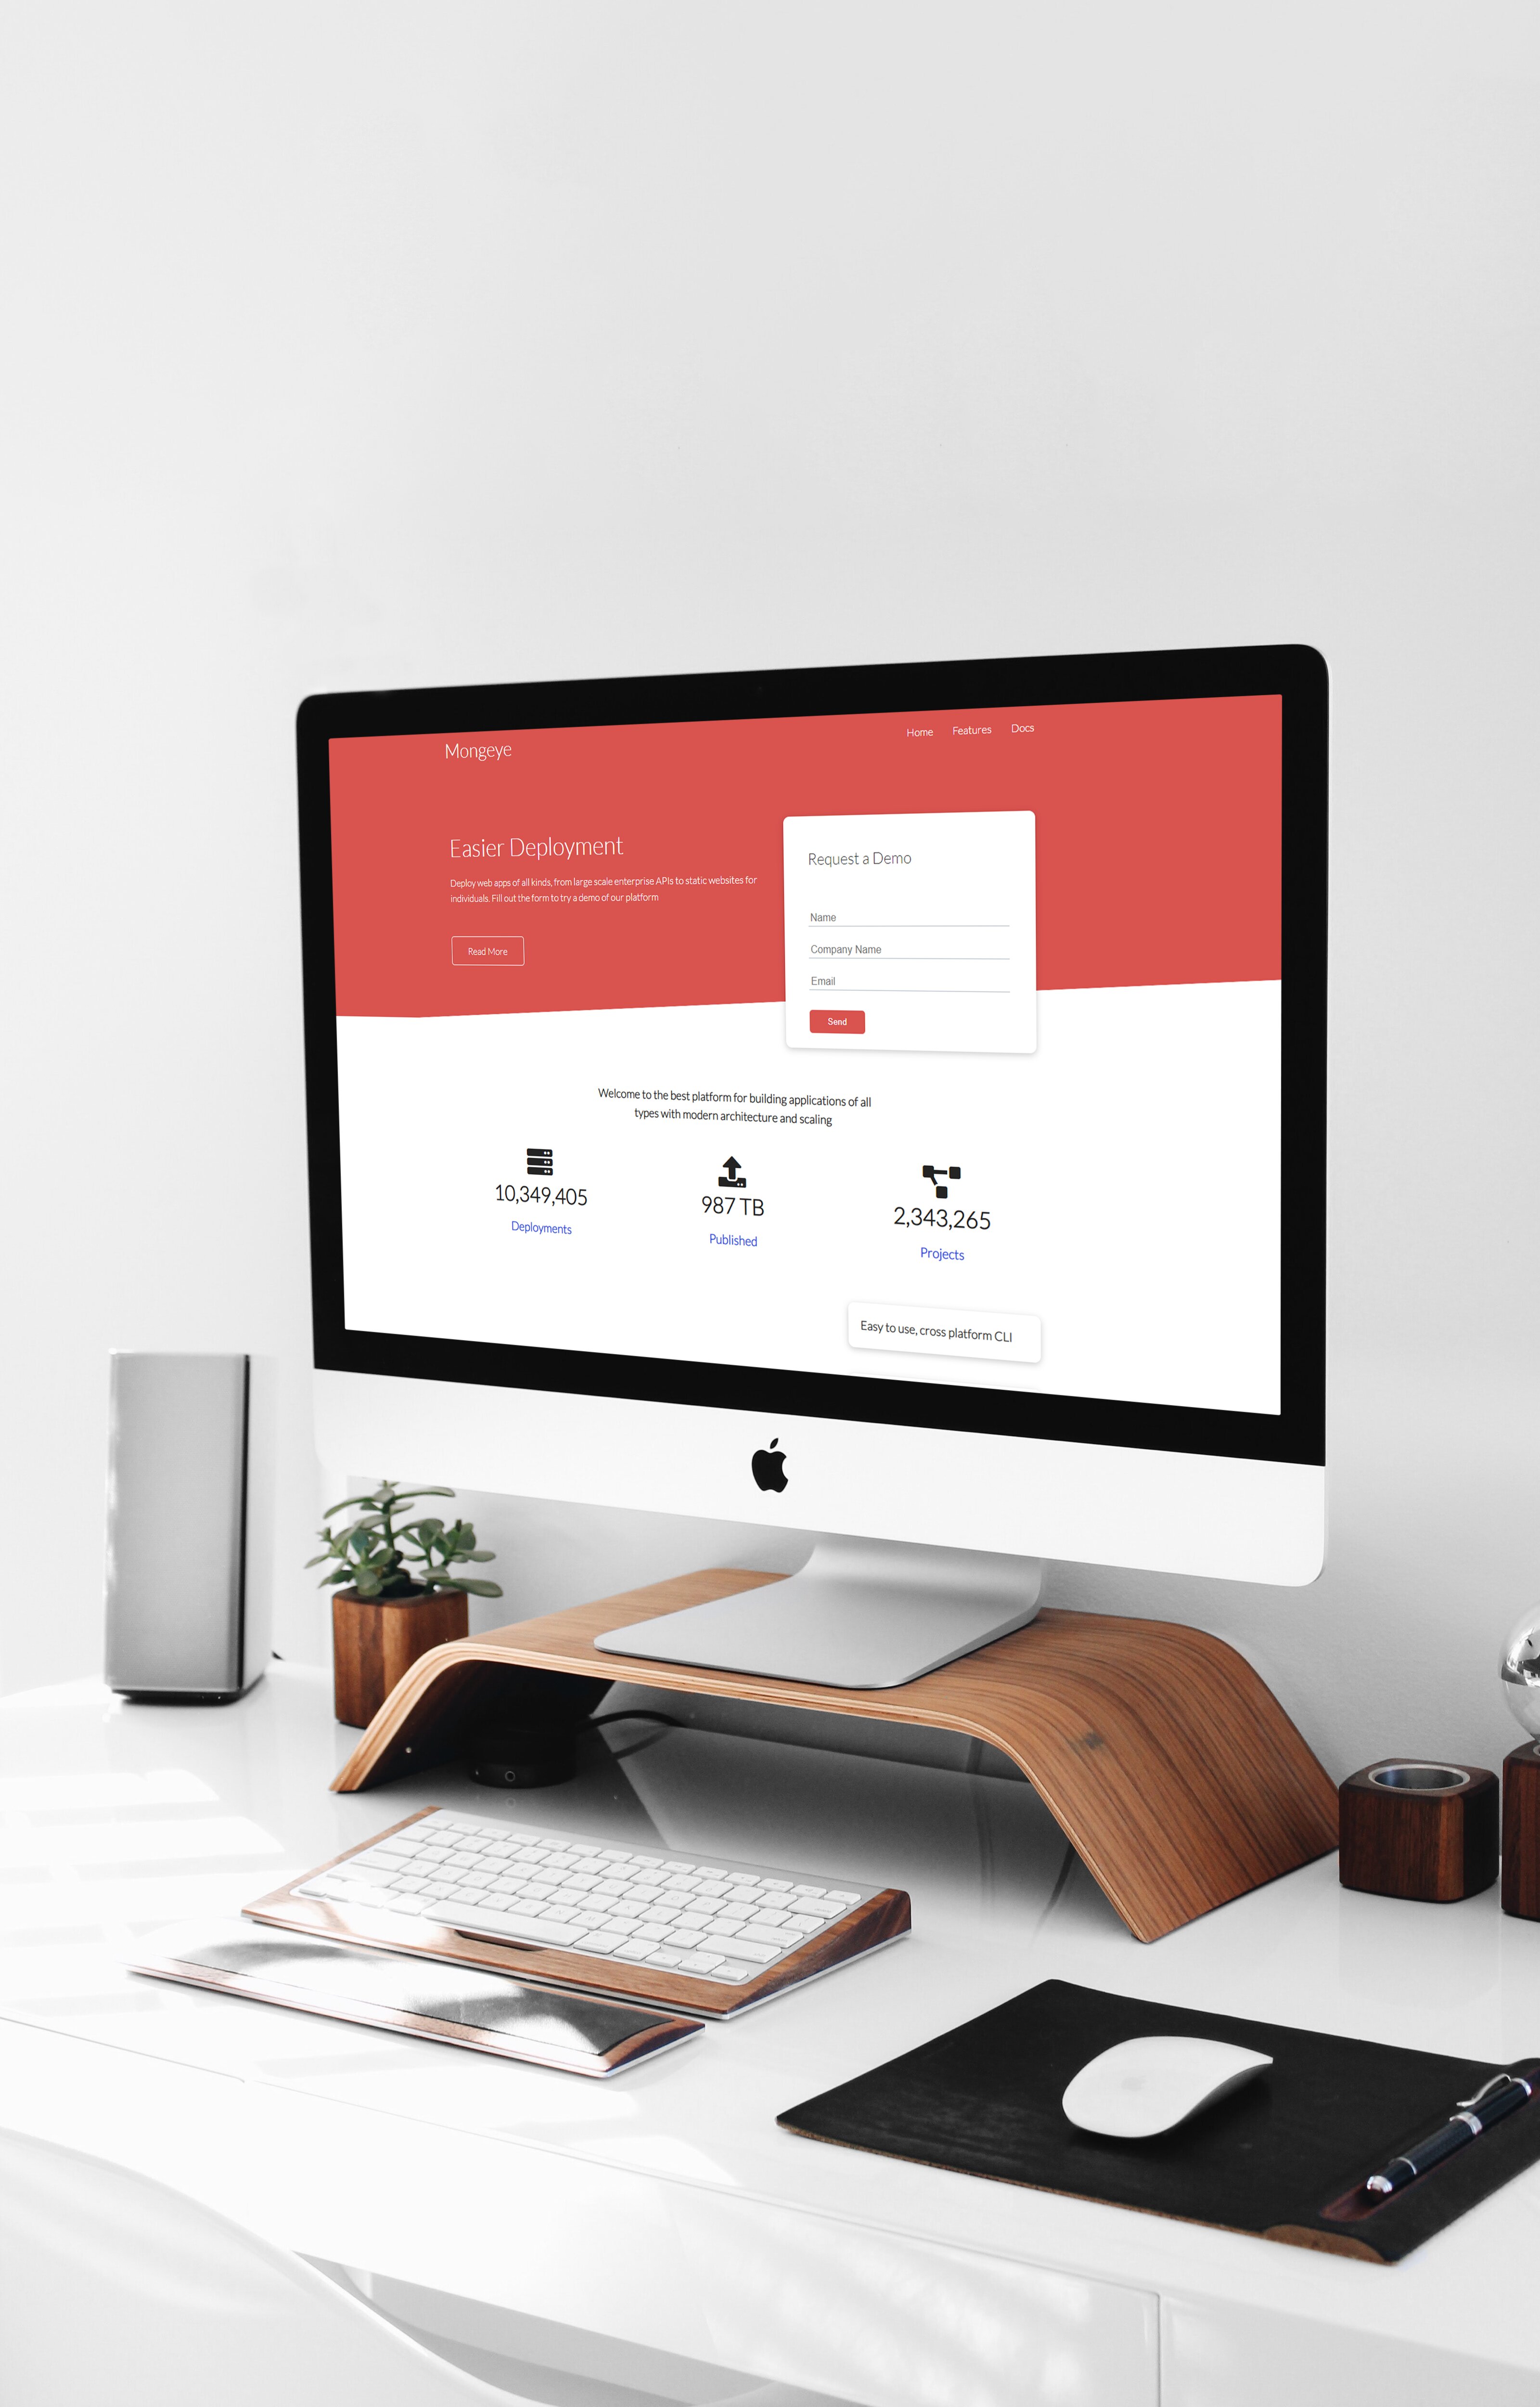 Mongeye
Home Features Docs
Easier Deployment
Deploy web apps of all kinds, from large scale enterprise APIs to static websites for
individuals. Fill out the form to try a demo of our platform
Read More
Request a Demo
Name
Company Name
Email
Send
Welcome to the best platform for building applications of all
types with modern architecture and scaling
10,349,405
Deployments
987 TB
Published
2,343,265
Projects
Easy to use, cross platform CLI